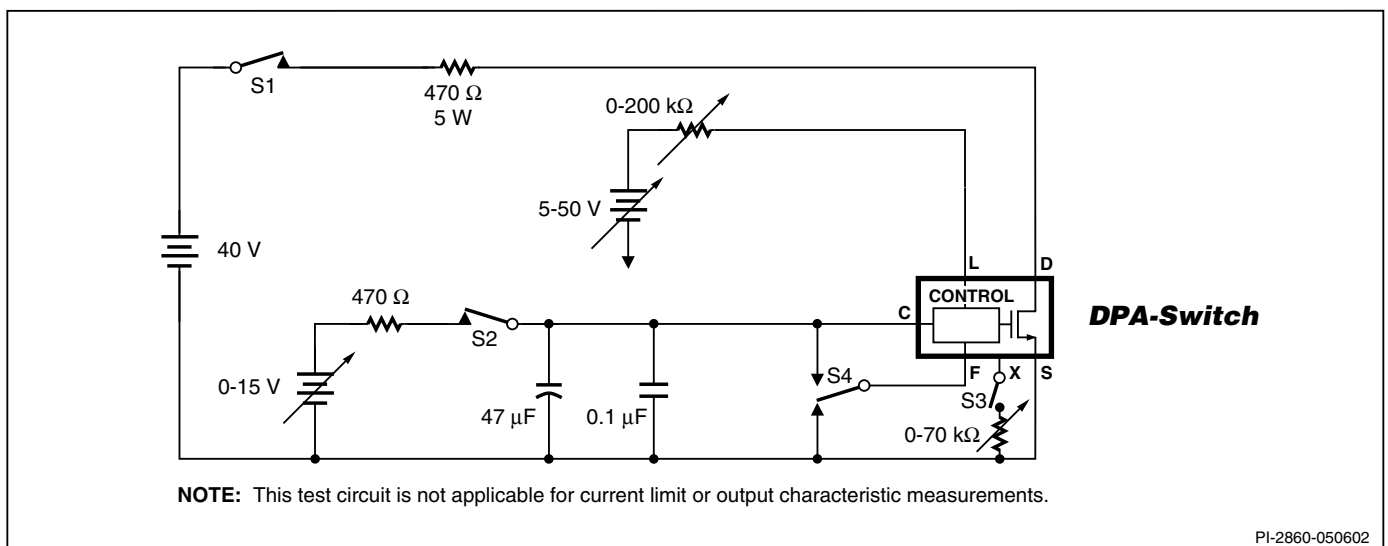 S1
470 Ω
5 W
0-200 kΩ
5-50 V
40 V
L
D
CONTROL
C
DPA-Switch
470 Ω
S2
0-15 V
47 μF
0.1 μF
S4
F
X
S
S3
0-70 kΩ
NOTE: This test circuit is not applicable for current limit or output characteristic measurements.
PI-2860-050602